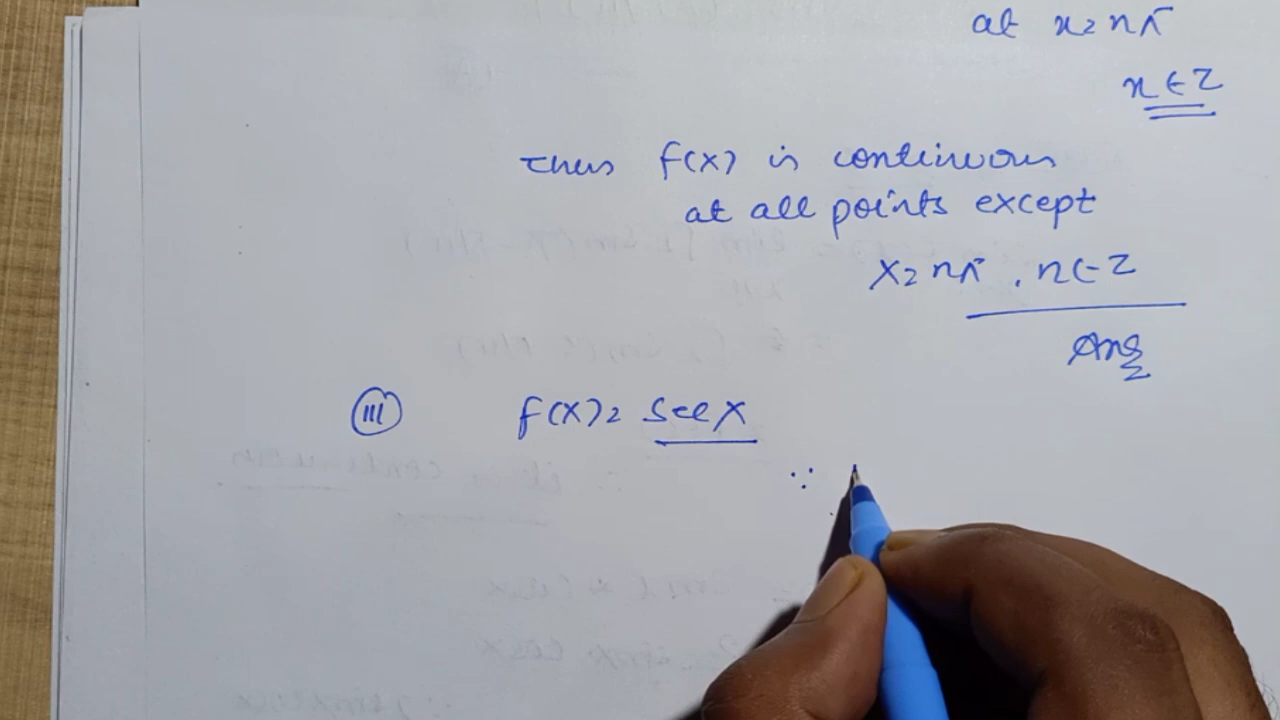 at x = nπ
n ∈ Z
Thus f(x) is continuous
at all points except
x = nπ, n ∈ Z
Ans
(iii) f(x) = sec x
∵